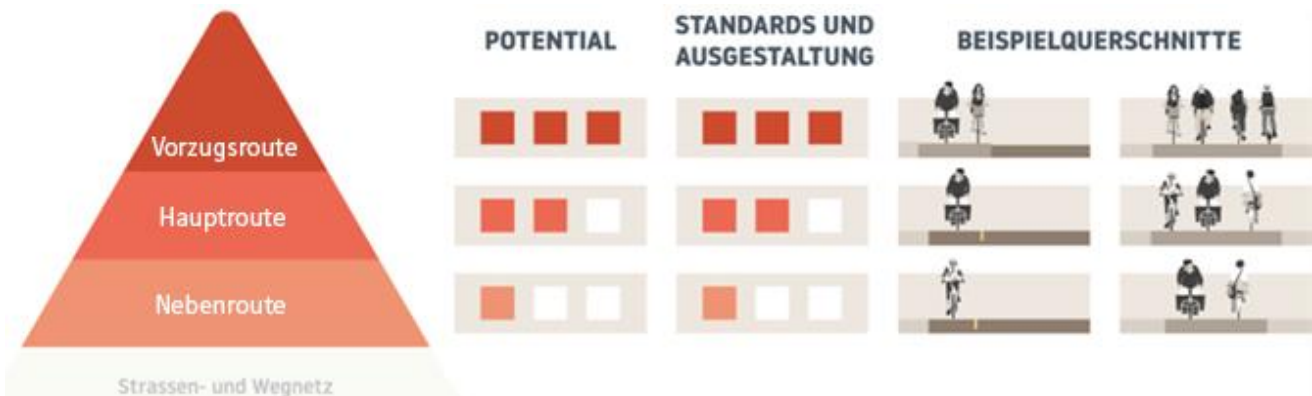 POTENTIAL
STANDARDS UND
AUSGESTALTUNG
BEISPIELQUERSCHNITTE
Vorzugsroute
Hauptroute
Nebenroute
Strassen- und Wegnetz